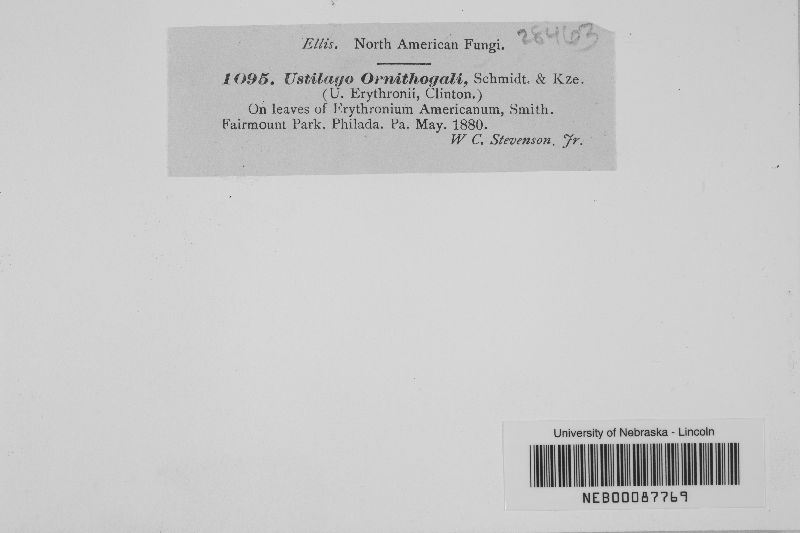 Ellis. North American Fungi. 28463
1095. Ustilago Ornithogali, Schmidt. & Kze.
(U. Erythronii, Clinton.)
On leaves of Erythronium Americanum, Smith.
Fairmount Park. Philada. Pa. May. 1880.
W C. Stevenson, Jr.
University of Nebraska - Lincoln
NEB00087769